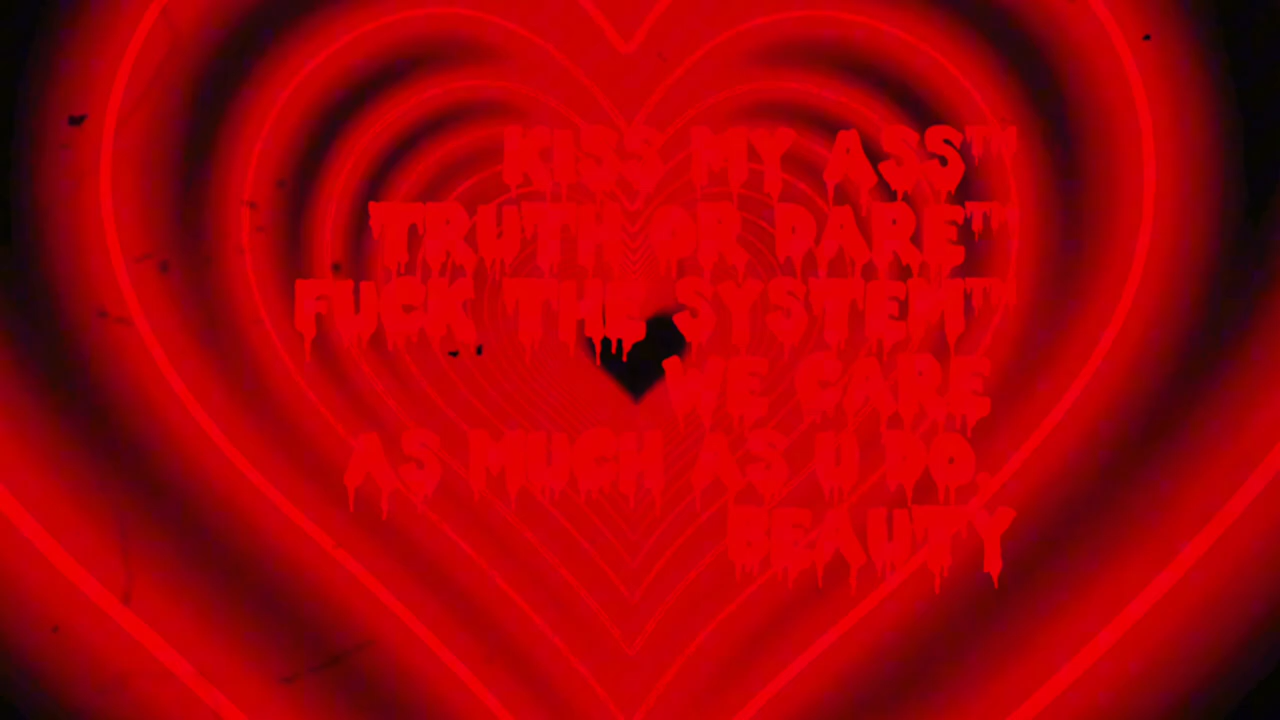 KISS MY ASS™
TRUTH OR DARE™
FUCK THE SYSTEM™
WE CARE
AS MUCH AS U DO.
BEAUTY